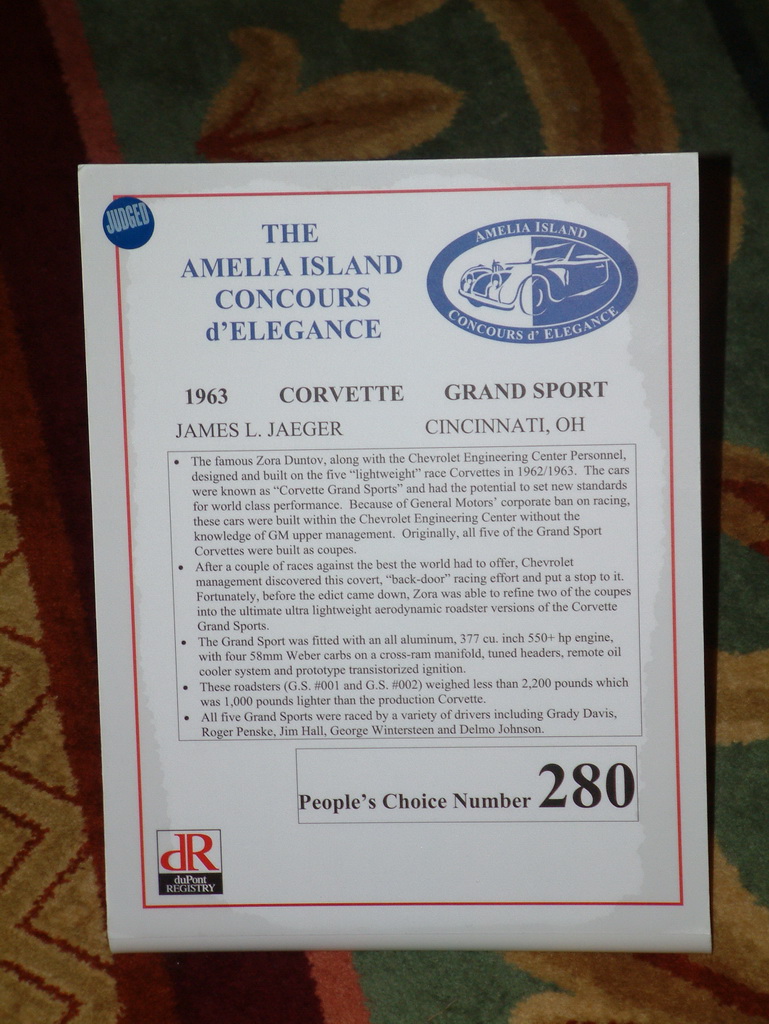 JUDGED
THE
AMELIA ISLAND
CONCOURS
d'ELEGANCE
AMELIA ISLAND
CONCOURS d' ELEGANCE
1963 CORVETTE GRAND SPORT
JAMES L. JAEGER CINCINNATI, OH
• The famous Zora Duntov, along with the Chevrolet Engineering Center Personnel,
designed and built on the five "lightweight" race Corvettes in 1962/1963. The cars
were known as "Corvette Grand Sports" and had the potential to set new standards
for world class performance. Because of General Motors' corporate ban on racing,
these cars were built within the Chevrolet Engineering Center without the
knowledge of GM upper management. Originally, all five of the Grand Sport
Corvettes were built as coupes.
• After a couple of races against the best the world had to offer, Chevrolet
management discovered this covert, "back-door" racing effort and put a stop to it.
Fortunately, before the edict came down, Zora was able to refine two of the coupes
into the ultimate ultra lightweight aerodynamic roadster versions of the Corvette
Grand Sports.
• The Grand Sport was fitted with an all aluminum, 377 cu. inch 550+ hp engine,
with four 58mm Weber carbs on a cross-ram manifold, tuned headers, remote oil
cooler system and prototype transistorized ignition.
• These roadsters (G.S. #001 and G.S. #002) weighed less than 2,200 pounds which
was 1,000 pounds lighter than the production Corvette.
• All five Grand Sports were raced by a variety of drivers including Grady Davis,
Roger Penske, Jim Hall, George Wintersteen and Delmo Johnson.
People's Choice Number 280
dR
duPont
REGISTRY